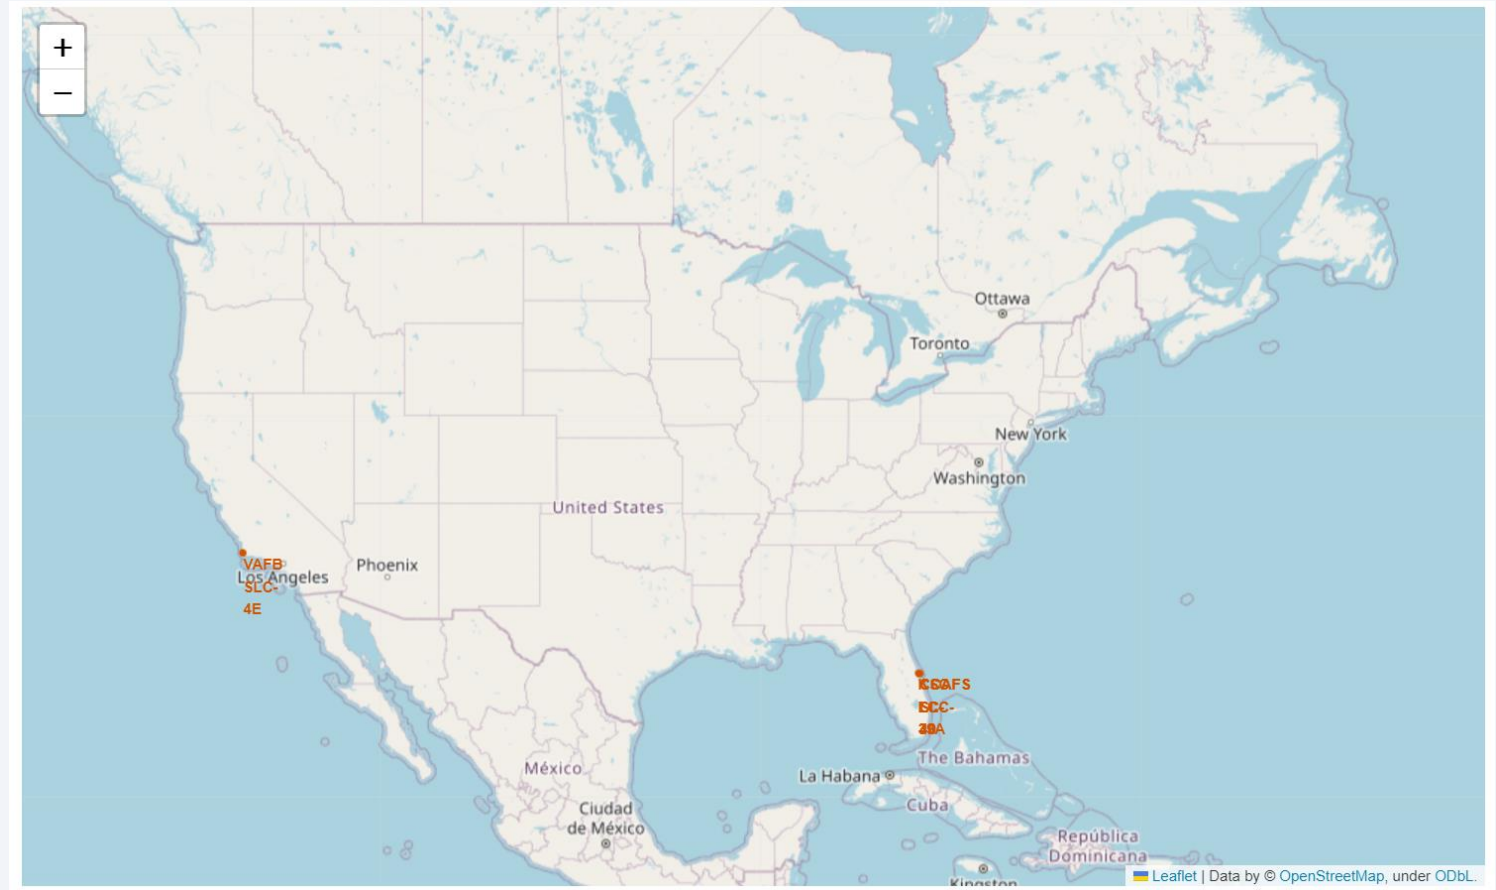 +
−
Ottawa
Toronto
New York
Washington
United States
VAFB
Los Angeles
SLC-
4E
Phoenix
The Bahamas
La Habana
Cuba
México
Ciudad
de México
República
Dominicana
Kingston
Leaflet | Data by © OpenStreetMap, under ODbL.